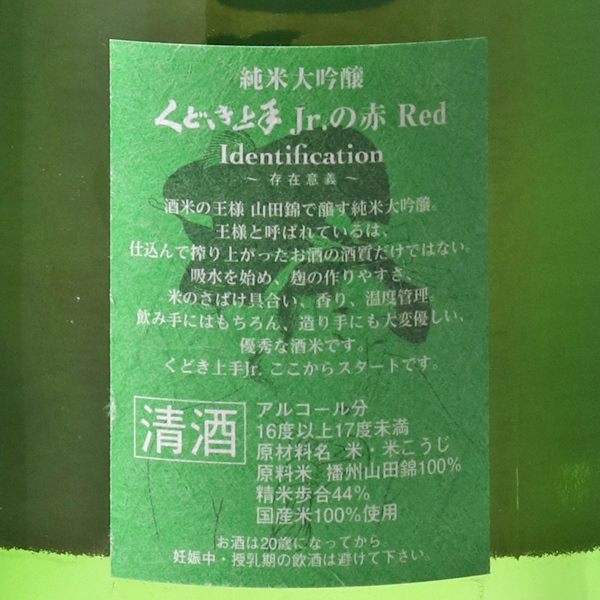 純米大吟醸
くどき上手 Jr.の赤 Red
Identification
～ 存在意義 ～
酒米の王様 山田錦で醸す純米大吟醸。
王様と呼ばれているは、
仕込んで搾り上がったお酒の酒質だけではない。
吸水を始め、麹の作りやすさ、
米のさばけ具合い、香り、温度管理。
飲み手にはもちろん、造り手にも大変優しい、
優秀な酒米です。
くどき上手Jr. ここからスタートです。
清酒
アルコール分
16度以上17度未満
原材料名 米 米こうじ
原料米 播州山田錦100%
精米歩合44%
国産米100%使用
お酒は20歳になってから
妊娠中・授乳期の飲酒は避けて下さい。